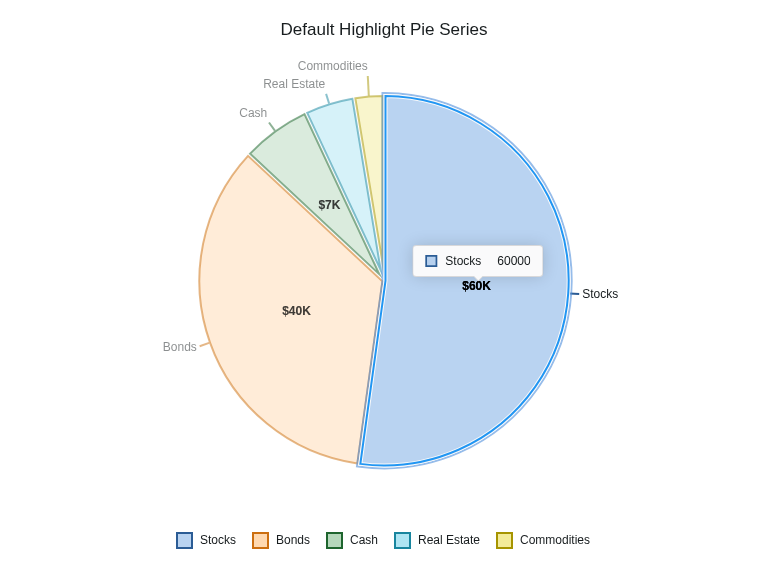 Default Highlight Pie Series
Commodities
Real Estate
Cash
$7K
Stocks 60000
$60K
Stocks
$40K
Bonds
Stocks Bonds Cash Real Estate Commodities